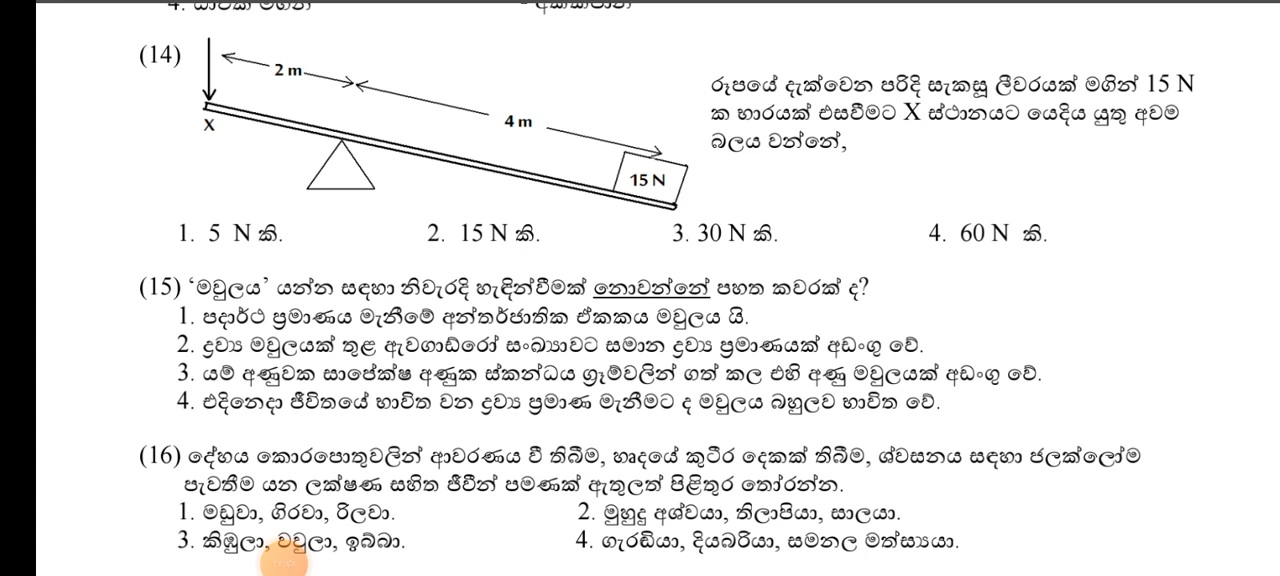 (14)
2 m
4 m
X
15 N
රූපයේ දැක්වෙන පරිදි සැකසූ ලීවරයක් මගින් 15 N
ක භාරයක් එසවීමට X ස්ථානයට යෙදිය යුතු අවම
බලය වන්නේ,
1. 5 N කි. 2. 15 N කි. 3. 30 N කි. 4. 60 N කි.
(15) ‘මවුලය’ යන්න සඳහා නිවැරදි හැඳින්වීමක් නොවන්නේ පහත කවරක් ද?
1. පදාර්ථ ප්‍රමාණය මැනීමේ අන්තර්ජාතික ඒකකය මවුලය යි.
2. ද්‍රව්‍ය මවුලයක් තුළ ඇවගාඩ්රෝ සංඛ්‍යාවට සමාන ද්‍රව්‍ය ප්‍රමාණයක් අඩංගු වේ.
3. යම් අණුවක සාපේක්ෂ අණුක ස්කන්ධය ග්‍රෑම්වලින් ගත් කල එහි අණු මවුලයක් අඩංගු වේ.
4. එදිනෙදා ජීවිතයේ භාවිත වන ද්‍රව්‍ය ප්‍රමාණ මැනීමට ද මවුලය බහුලව භාවිත වේ.
(16) දේහය කොරපොතුවලින් ආවරණය වී තිබීම, හෘදයේ කුටීර දෙකක් තිබීම, ශ්වසනය සඳහා ජලක්ලෝම
පැවතීම යන ලක්ෂණ සහිත ජීවීන් පමණක් ඇතුලත් පිළිතුර තෝරන්න.
1. මඩුවා, ගිරවා, රිලවා. 2. මුහුදු අශ්වයා, තිලාපියා, සාලයා.
3. කිඹුලා, වවුලා, ඉබ්බා. 4. ගැරඬියා, දියබරියා, සමනල මත්ස්‍යයා.